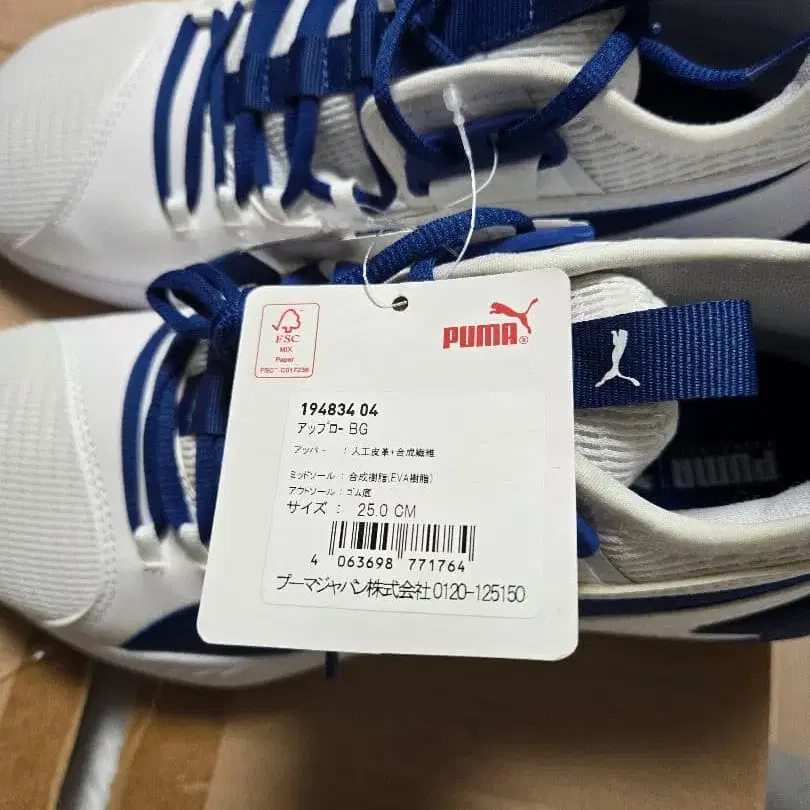 FSC
MIX
Paper
FSC® C017236
PUMA®
194834 04
アップロー BG
アッパー : 人工皮革+合成繊維
ミッドソール : 合成樹脂(EVA樹脂)
アウトソール : ゴム底
サイズ : 25.0 CM
4 063698 771764
プーマジャパン株式会社 0120-125150
PUMA